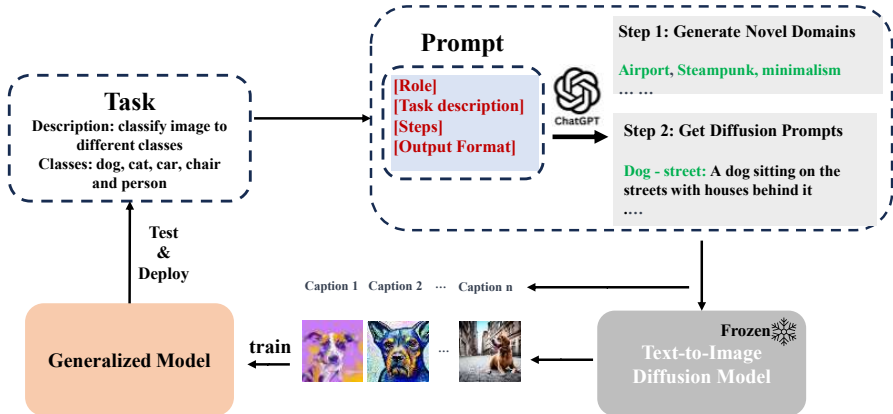 Task
Description: classify image to
different classes
Classes: dog, cat, car, chair
and person
Prompt
[Role]
[Task description]
[Steps]
[Output Format]
ChatGPT
Step 1: Generate Novel Domains
Airport, Steampunk, minimalism
... ...
Step 2: Get Diffusion Prompts
Dog - street: A dog sitting on the
streets with houses behind it
....
Test
&
Deploy
Caption 1 Caption 2 ... Caption n
Generalized Model
train
...
Frozen
Text-to-Image
Diffusion Model